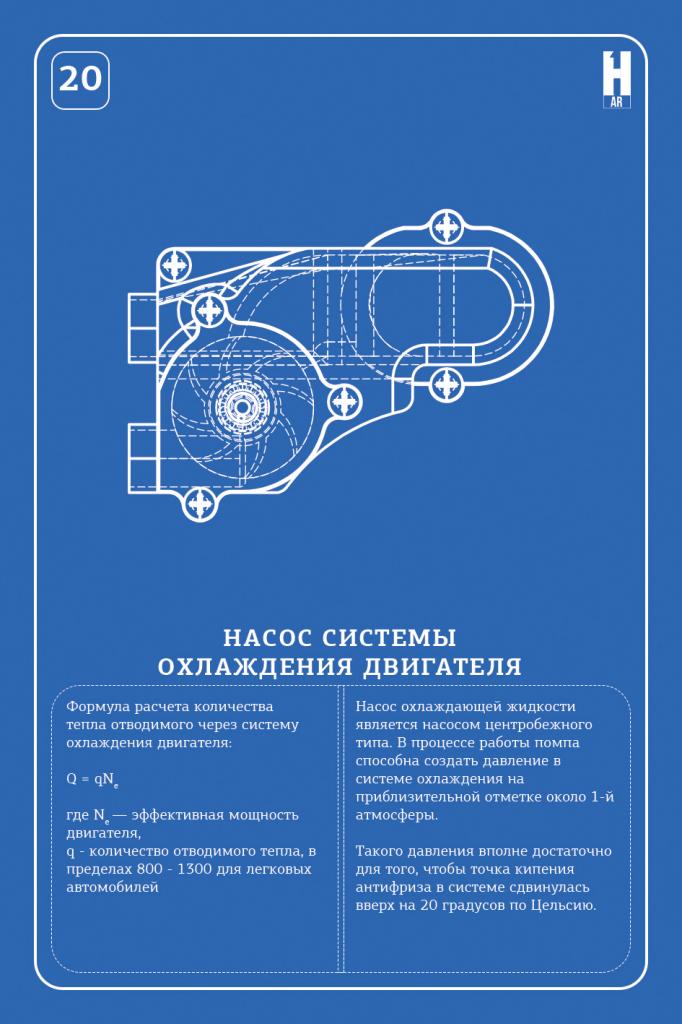 20
H
AR
НАСОС СИСТЕМЫ
ОХЛАЖДЕНИЯ ДВИГАТЕЛЯ
Формула расчета количества
тепла отводимого через систему
охлаждения двигателя:
Q = qNe
где Ne — эффективная мощность
двигателя,
q - количество отводимого тепла, в
пределах 800 - 1300 для легковых
автомобилей
Насос охлаждающей жидкости
является насосом центробежного
типа. В процессе работы помпа
способна создать давление в
системе охлаждения на
приблизительной отметке около 1-й
атмосферы.
Такого давления вполне достаточно
для того, чтобы точка кипения
антифриза в системе сдвинулась
вверх на 20 градусов по Цельсию.